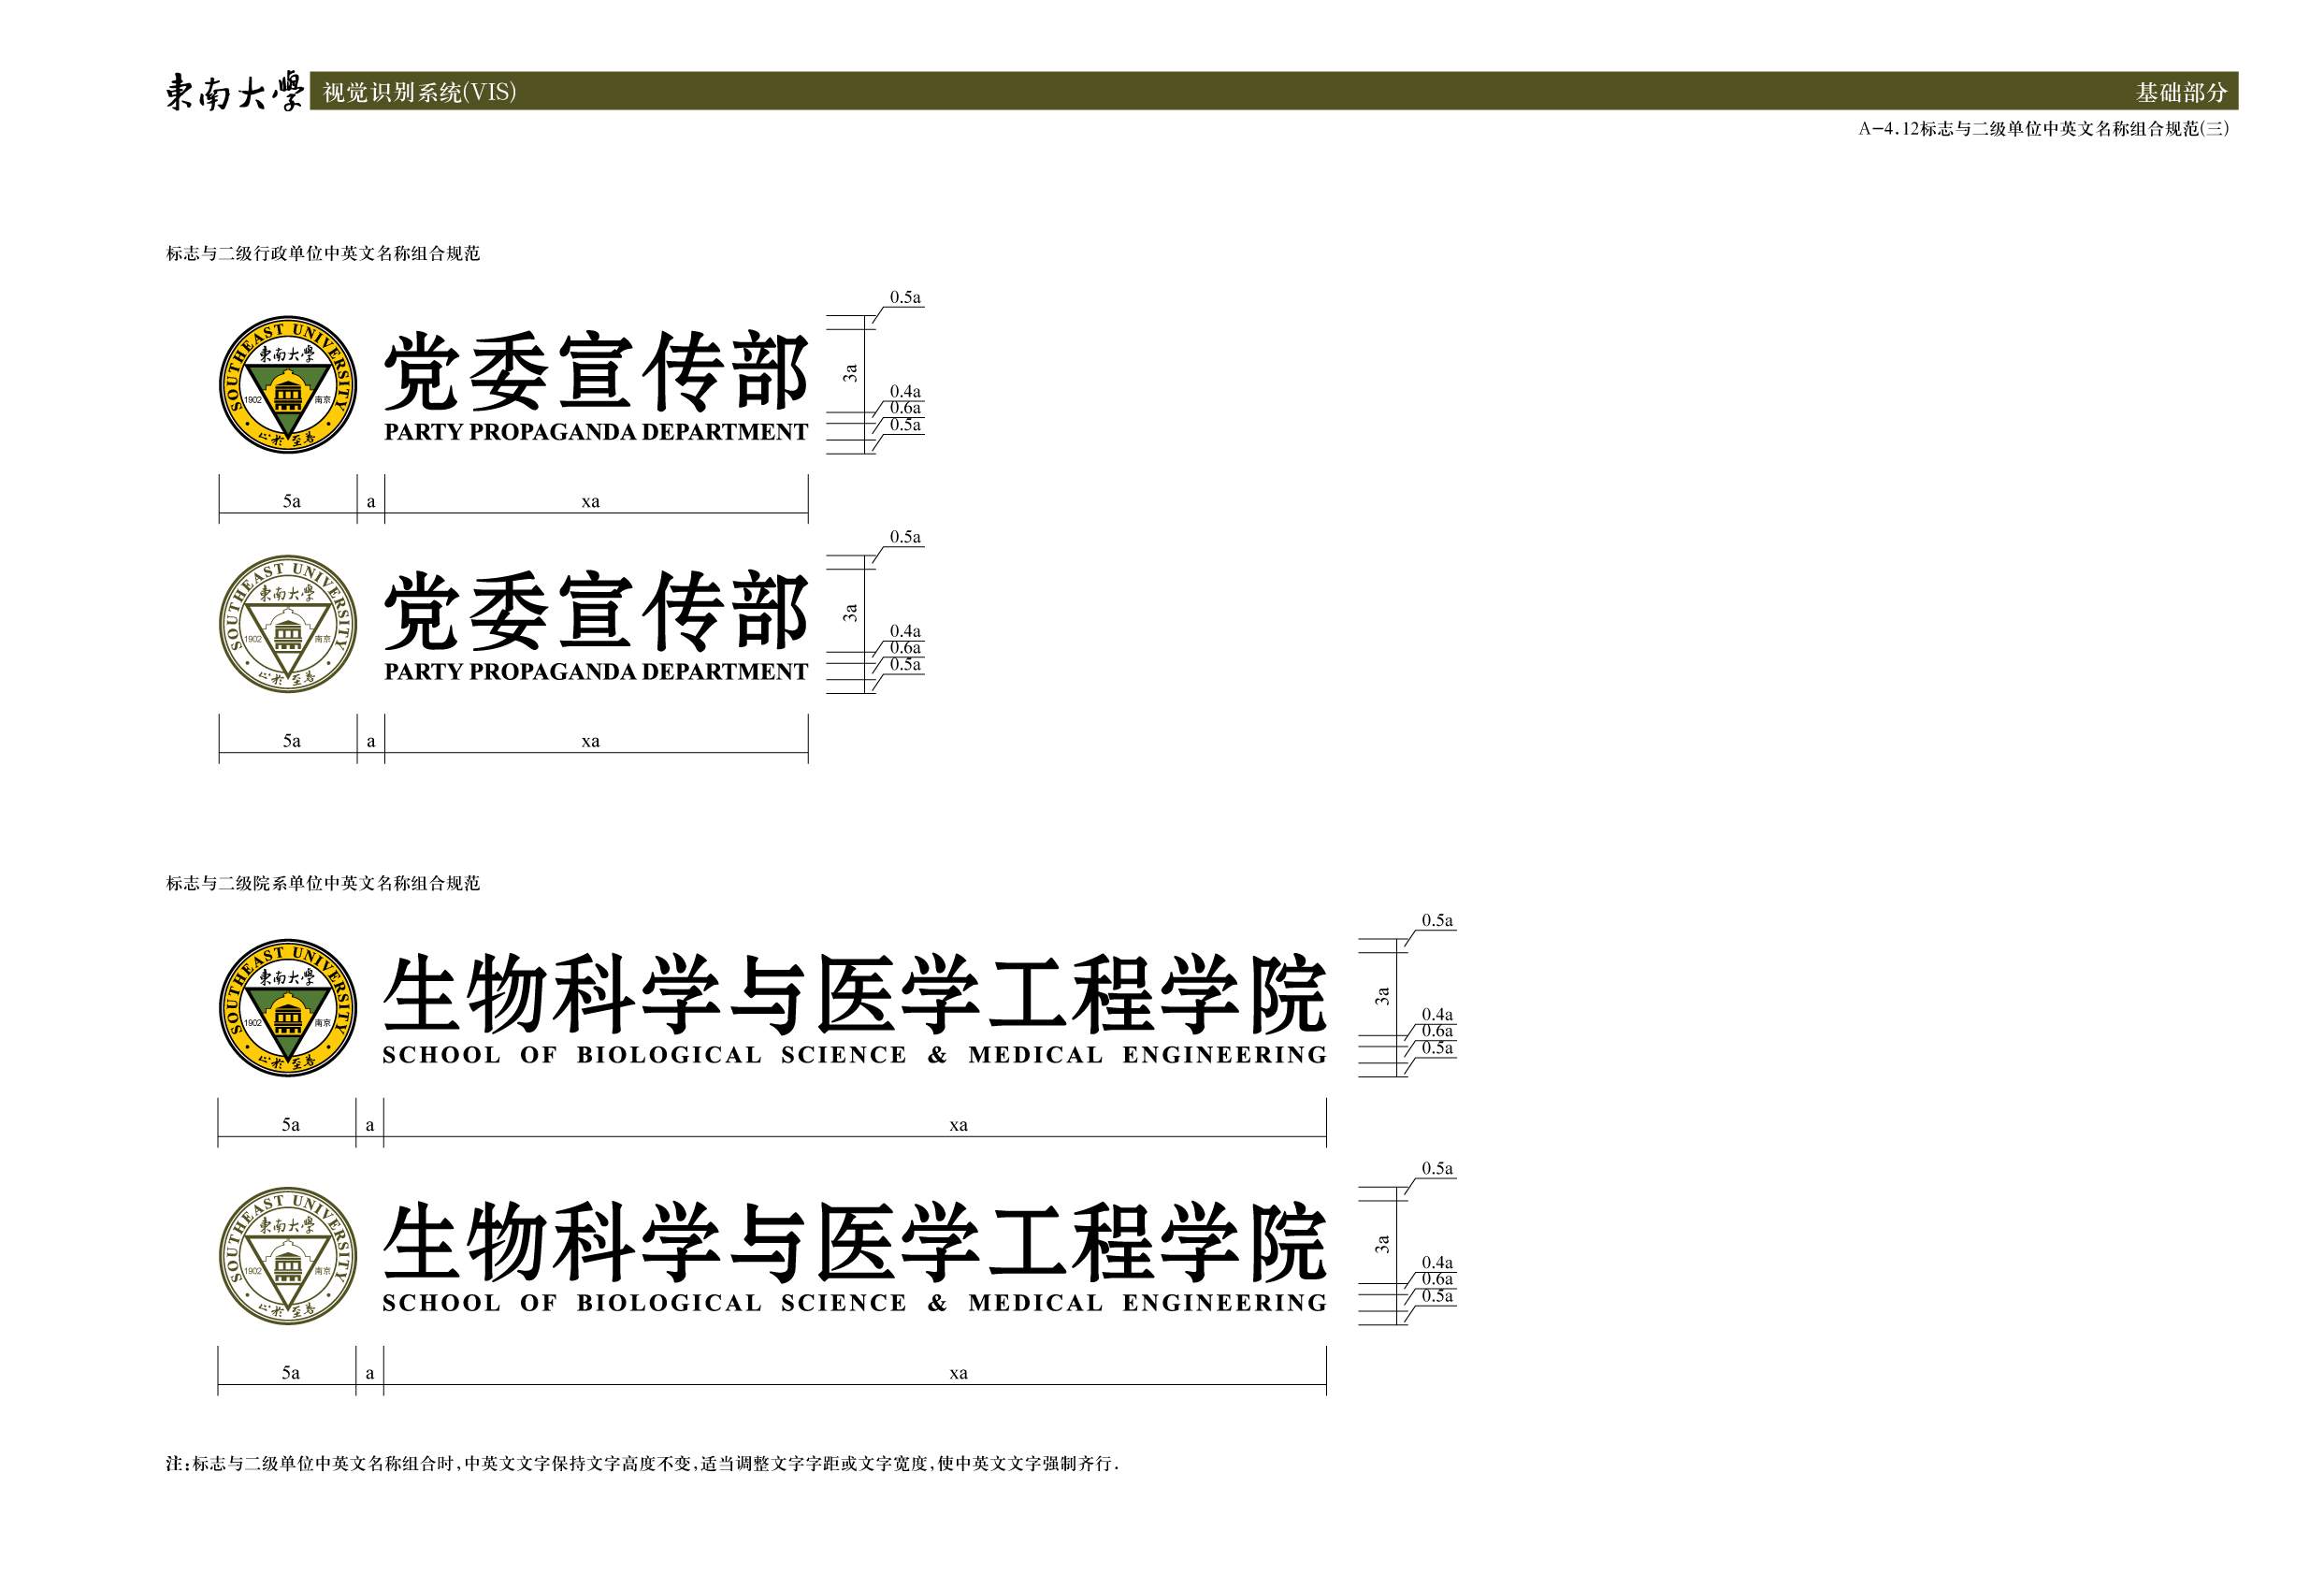 東南大學 视觉识别系统(VIS) 基础部分
A-4.12标志与二级单位中英文名称组合规范(三)
标志与二级行政单位中英文名称组合规范
SOUTHEAST UNIVERSITY
東南大學
1902 南京
止於至善
党委宣传部
PARTY PROPAGANDA DEPARTMENT
0.5a
3a
0.4a
0.6a
0.5a
5a a xa
SOUTHEAST UNIVERSITY
東南大學
1902 南京
止於至善
党委宣传部
PARTY PROPAGANDA DEPARTMENT
0.5a
3a
0.4a
0.6a
0.5a
5a a xa
标志与二级院系单位中英文名称组合规范
SOUTHEAST UNIVERSITY
東南大學
1902 南京
止於至善
生物科学与医学工程学院
SCHOOL OF BIOLOGICAL SCIENCE & MEDICAL ENGINEERING
0.5a
3a
0.4a
0.6a
0.5a
5a a xa
SOUTHEAST UNIVERSITY
東南大學
1902 南京
止於至善
生物科学与医学工程学院
SCHOOL OF BIOLOGICAL SCIENCE & MEDICAL ENGINEERING
0.5a
3a
0.4a
0.6a
0.5a
5a a xa
注:标志与二级单位中英文名称组合时,中英文文字保持文字高度不变,适当调整文字字距或文字宽度,使中英文文字强制齐行.